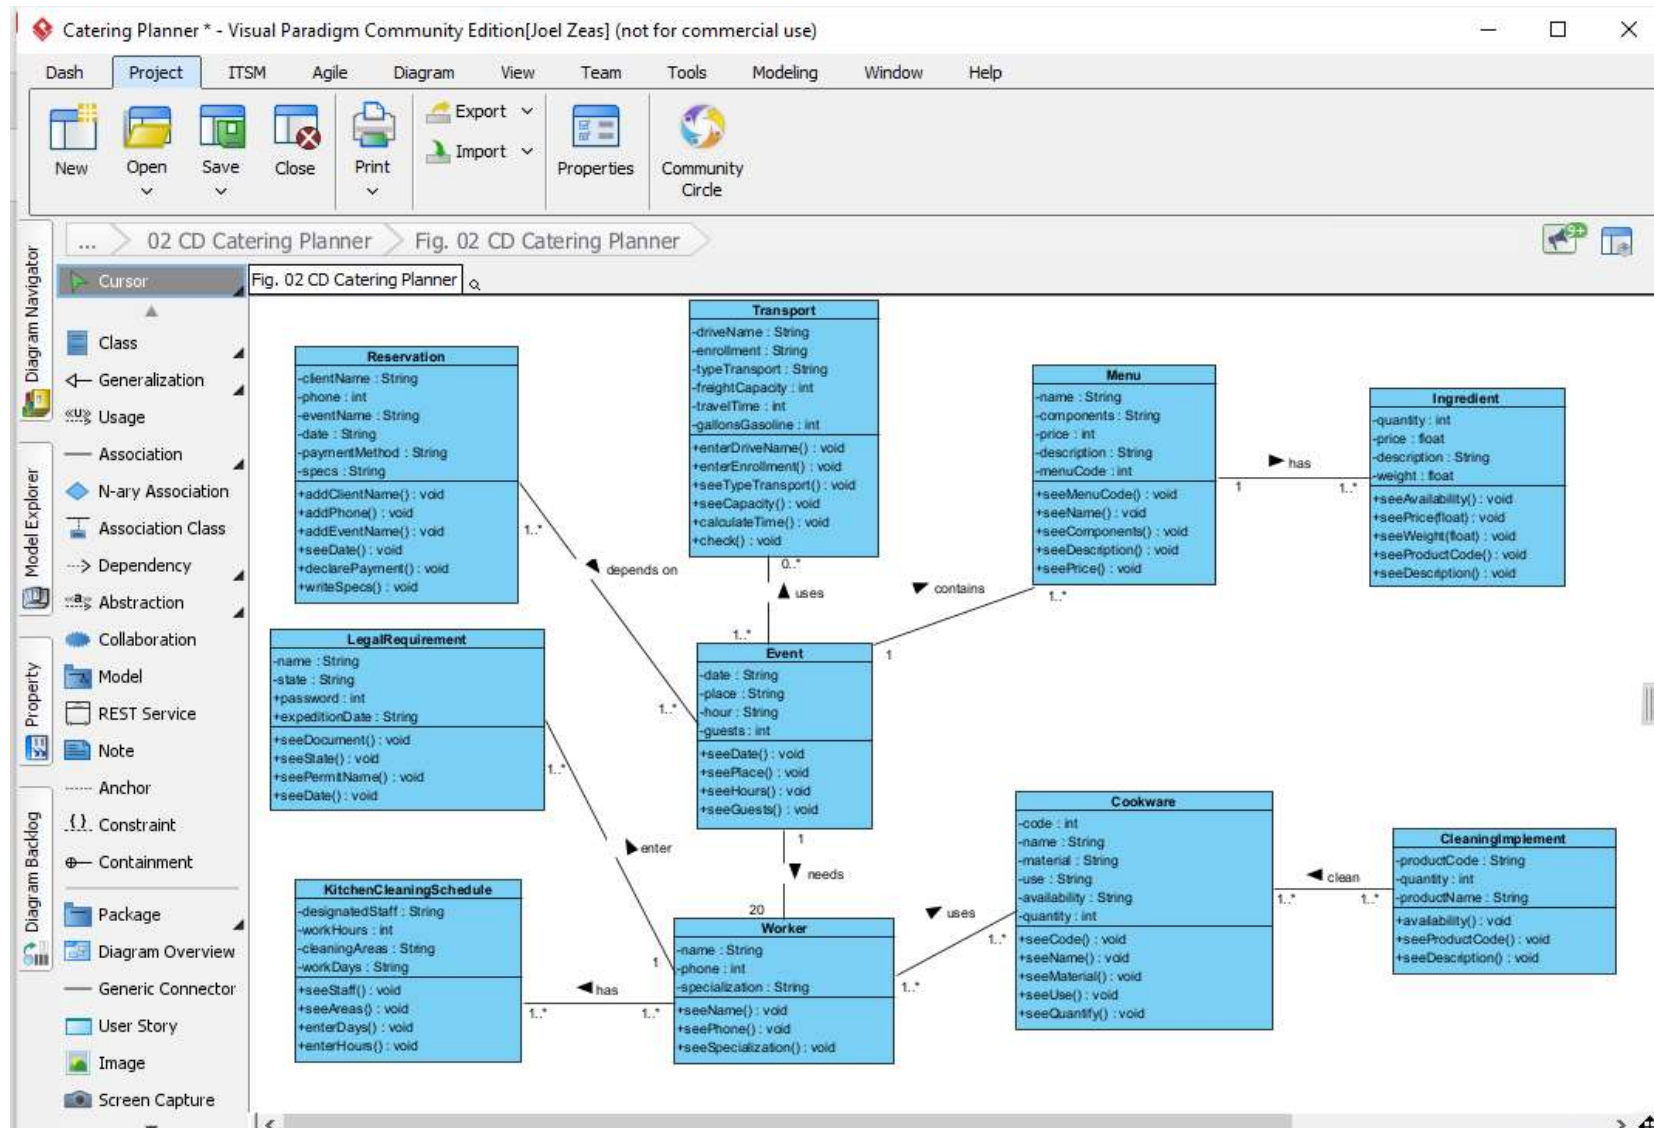 Catering Planner * - Visual Paradigm Community Edition[Joel Zeas] (not for commercial use)
Dash Project ITSM Agile Diagram View Team Tools Modeling Window Help
New
Open
Save
Close
Print
Export
Import
Properties
Community
Circle
... 02 CD Catering Planner Fig. 02 CD Catering Planner
9+
Diagram Navigator
Model Explorer
Property
Diagram Backlog
Cursor
Class
Generalization
«U» Usage
Association
N-ary Association
Association Class
Dependency
«a» Abstraction
Collaboration
Model
REST Service
Note
Anchor
{} Constraint
Containment
Package
Diagram Overview
Generic Connector
User Story
Image
Screen Capture
Fig. 02 CD Catering Planner
Reservation
-clientName : String
-phone : int
-eventName : String
-date : String
-paymentMethod : String
-specs : String
+addClientName() : void
+addPhone() : void
+addEventName() : void
+seeDate() : void
+declarePayment() : void
+writeSpecs() : void
1..*
depends on
1..*
Transport
-driveName : String
-enrollment : String
-typeTransport : String
-freightCapacity : int
-travelTime : int
-gallonsGasoline : int
+enterDriveName() : void
+enterEnrollment() : void
+seeTypeTransport() : void
+seeCapacity() : void
+calculateTime() : void
+check() : void
0..*
uses
1..*
Menu
-name : String
-components : String
-price : int
-description : String
-menuCode : int
+seeMenuCode() : void
+seeName() : void
+seeComponents() : void
+seeDescription() : void
+seePrice() : void
has
1
1..*
Ingredient
-quantity : int
-price : float
-description : String
-weight : float
+seeAvailability() : void
+seePrice(float) : void
+seeWeight(float) : void
+seeProductCode() : void
+seeDescription() : void
contains
1..*
1
LegalRequirement
-name : String
-state : String
+password : int
+expeditionDate : String
+seeDocument() : void
+seeState() : void
+seePermitName() : void
+seeDate() : void
1..*
enter
1
Event
-date : String
-place : String
-hour : String
-guests : int
+seeDate() : void
+seePlace() : void
+seeHours() : void
+seeGuests() : void
1
needs
20
KitchenCleaningSchedule
-designatedStaff : String
-workHours : int
-cleaningAreas : String
-workDays : String
+seeStaff() : void
+seeAreas() : void
+enterDays() : void
+enterHours() : void
has
1..*
1..*
Worker
-name : String
-phone : int
-specialization : String
+seeName() : void
+seePhone() : void
+seeSpecialization() : void
uses
1..*
1..*
Cookware
-code : int
-name : String
-material : String
-use : String
-availability : String
-quantity : int
+seeCode() : void
+seeName() : void
+seeMaterial() : void
+seeUse() : void
+seeQuantify() : void
clean
1..*
1..*
CleaningImplement
-productCode : String
-quantity : int
-productName : String
+availability() : void
+seeProductCode() : void
+seeDescription() : void